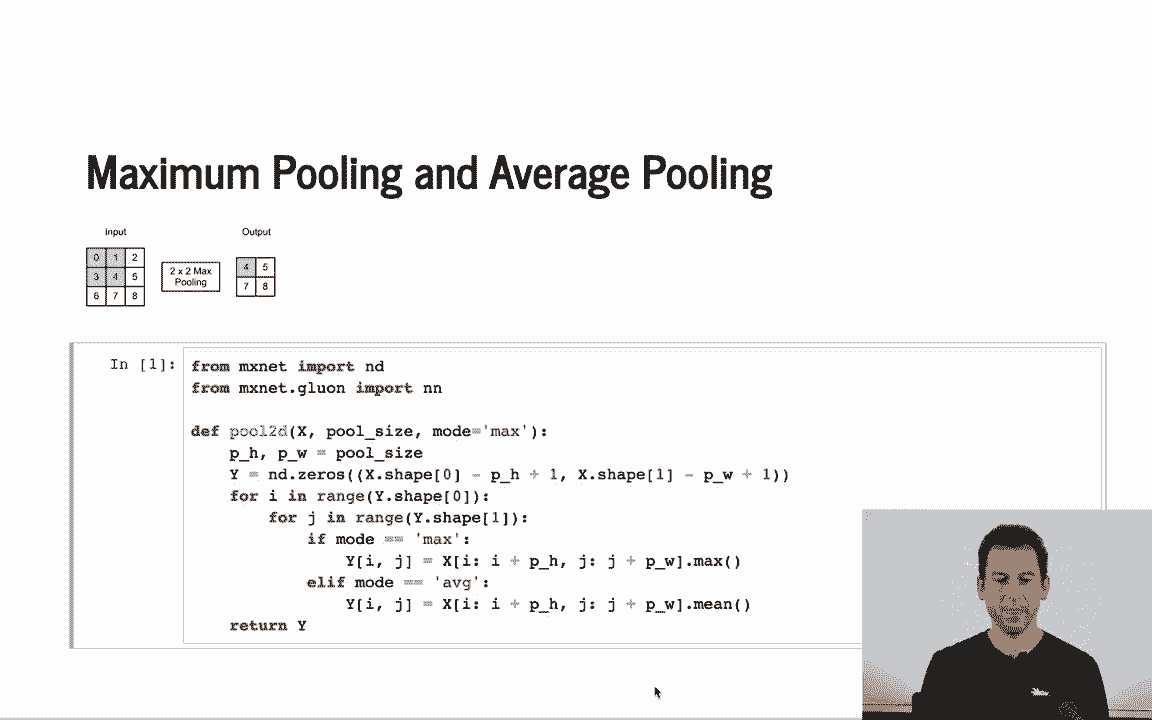 Maximum Pooling and Average Pooling
Input
Output
0 1 2
3 4 5
6 7 8
2 x 2 Max
Pooling
4 5
7 8
In [1]:
from mxnet import nd
from mxnet.gluon import nn
def pool2d(X, pool_size, mode='max'):
p_h, p_w = pool_size
Y = nd.zeros((X.shape[0] - p_h + 1, X.shape[1] - p_w + 1))
for i in range(Y.shape[0]):
for j in range(Y.shape[1]):
if mode == 'max':
Y[i, j] = X[i: i + p_h, j: j + p_w].max()
elif mode == 'avg':
Y[i, j] = X[i: i + p_h, j: j + p_w].mean()
return Y